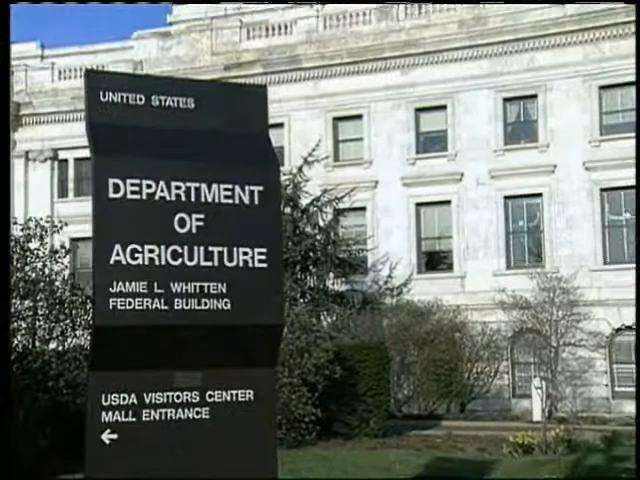 UNITED STATES
DEPARTMENT
OF
AGRICULTURE
JAMIE L. WHITTEN
FEDERAL BUILDING
USDA VISITORS CENTER
MALL ENTRANCE
←